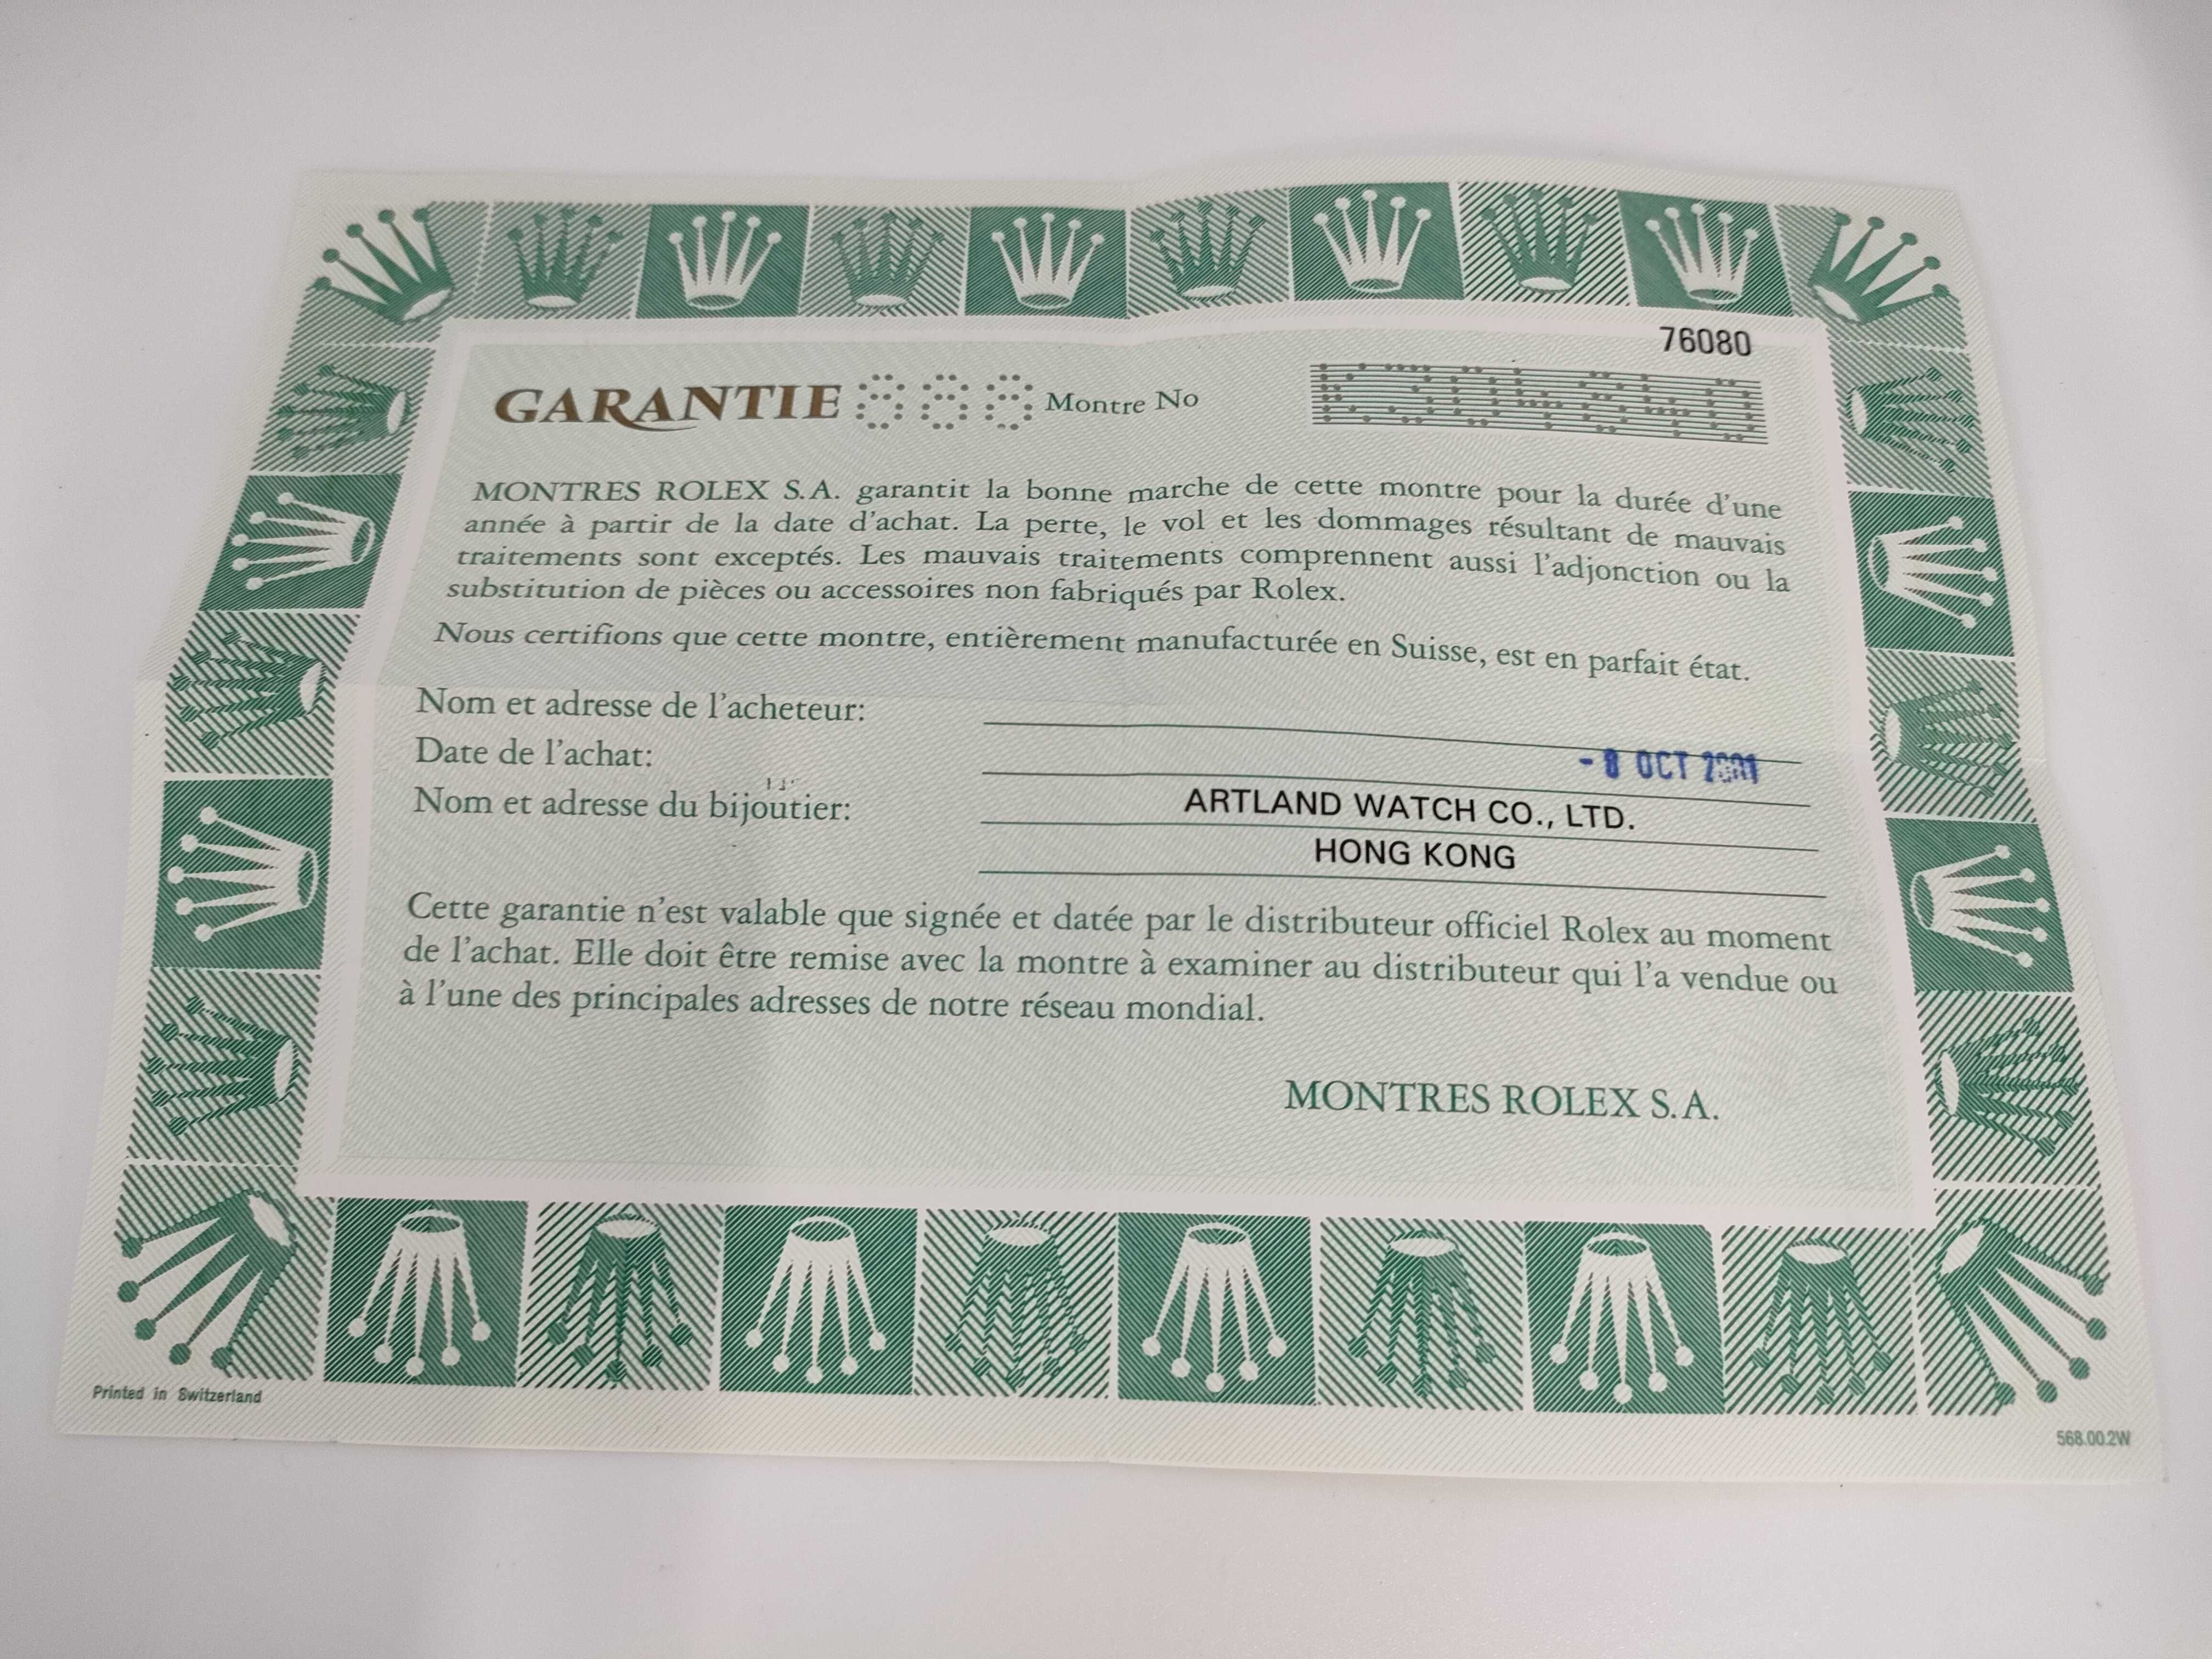 76080
GARANTIE 888 Montre No K304840
MONTRES ROLEX S.A. garantit la bonne marche de cette montre pour la durée d'une
année à partir de la date d'achat. La perte, le vol et les dommages résultant de mauvais
traitements sont exceptés. Les mauvais traitements comprennent aussi l'adjonction ou la
substitution de pièces ou accessoires non fabriqués par Rolex.
Nous certifions que cette montre, entièrement manufacturée en Suisse, est en parfait état.
Nom et adresse de l'acheteur:
Date de l'achat: - 8 OCT 2001
Nom et adresse du bijoutier: ARTLAND WATCH CO., LTD.
HONG KONG
Cette garantie n'est valable que signée et datée par le distributeur officiel Rolex au moment
de l'achat. Elle doit être remise avec la montre à examiner au distributeur qui l'a vendue ou
à l'une des principales adresses de notre réseau mondial.
MONTRES ROLEX S.A.
Printed in Switzerland
568.00.2W